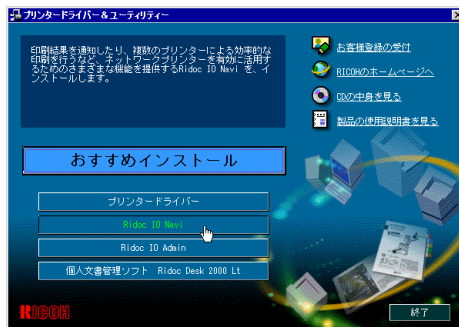 プリンタードライバー＆ユーティリティー
印刷結果を通知したり、複数のプリンターによる効率的な
印刷を行うなど、ネットワークプリンターを有効に活用す
るためのさまざまな機能を提供するRidoc IO Navi を、イ
ンストールします。
お客様登録の受付
RICOHのホームページへ
CDの中身を見る
製品の使用説明書を見る
おすすめインストール
プリンタードライバー
Ridoc IO Navi
Ridoc IO Admin
個人文書管理ソフト Ridoc Desk 2000 Lt
RICOH
終了